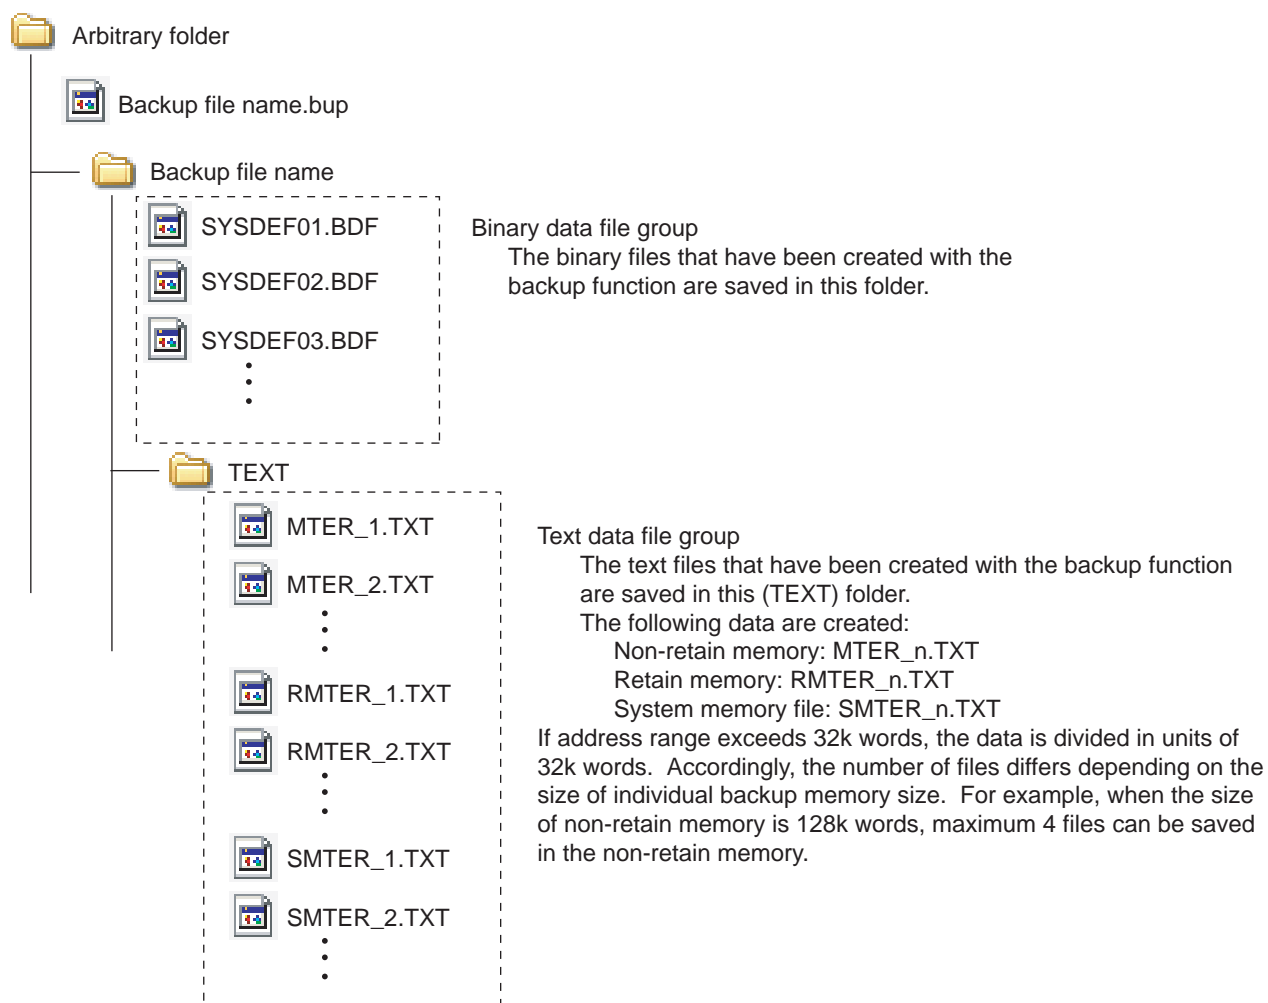 Arbitrary folder
Backup file name.bup
Backup file name
SYSDEF01.BDF
SYSDEF02.BDF
SYSDEF03.BDF
Binary data file group
The binary files that have been created with the
backup function are saved in this folder.
TEXT
MTER_1.TXT
MTER_2.TXT
RMTER_1.TXT
RMTER_2.TXT
SMTER_1.TXT
SMTER_2.TXT
Text data file group
The text files that have been created with the backup function
are saved in this (TEXT) folder.
The following data are created:
Non-retain memory: MTER_n.TXT
Retain memory: RMTER_n.TXT
System memory file: SMTER_n.TXT
If address range exceeds 32k words, the data is divided in units of
32k words.  Accordingly, the number of files differs depending on the
size of individual backup memory size.  For example, when the size
of non-retain memory is 128k words, maximum 4 files can be saved
in the non-retain memory.